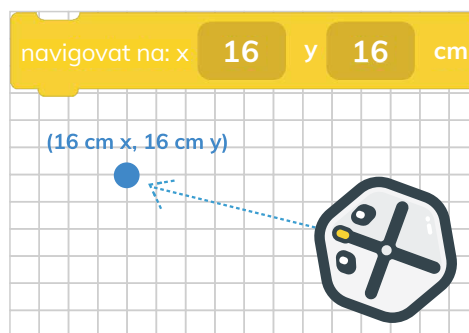 navigovat na: x 16 y 16 cm
(16 cm x, 16 cm y)